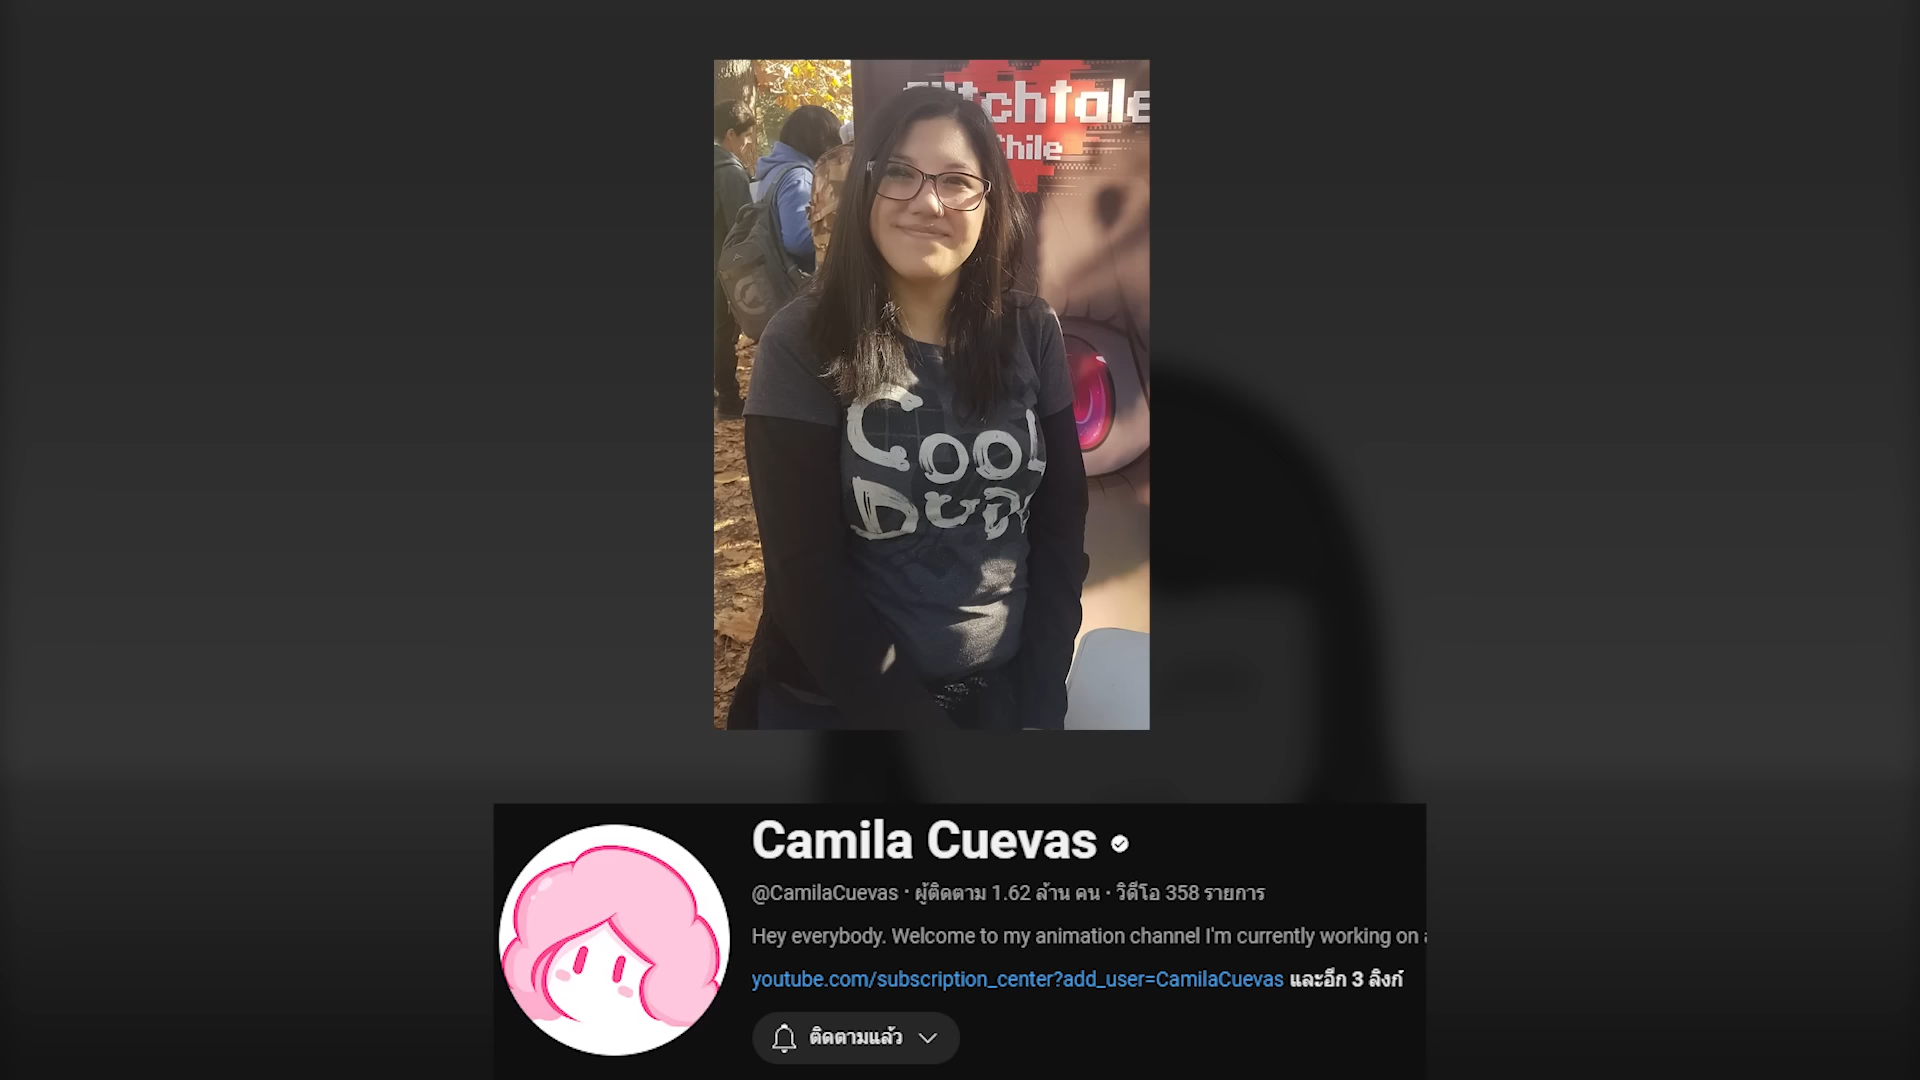 Glitchtale
Chile
Cool
Dude
Camila Cuevas
@CamilaCuevas · ผู้ติดตาม 1.62 ล้าน คน · วิดีโอ 358 รายการ
Hey everybody. Welcome to my animation channel I'm currently working on
youtube.com/subscription_center?add_user=CamilaCuevas และอีก 3 ลิงก์
ติดตามแล้ว